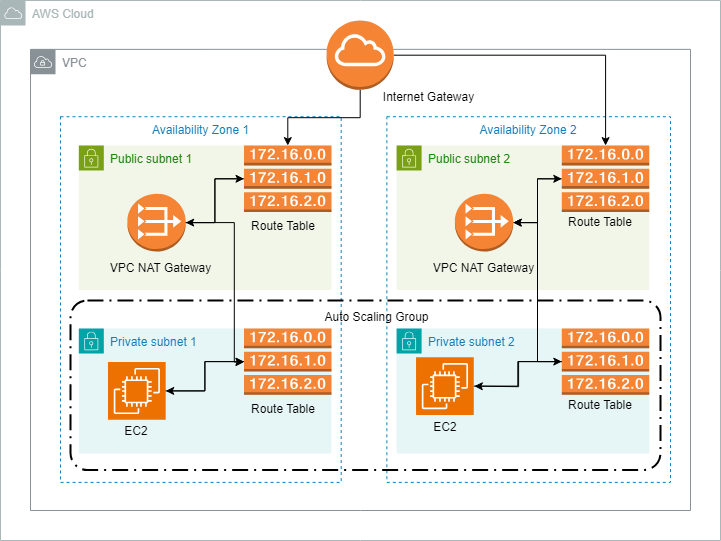 AWS Cloud
VPC
Internet Gateway
Availability Zone 1
Availability Zone 2
Public subnet 1
172.16.0.0
172.16.1.0
172.16.2.0
Route Table
VPC NAT Gateway
Public subnet 2
172.16.0.0
172.16.1.0
172.16.2.0
Route Table
VPC NAT Gateway
Auto Scaling Group
Private subnet 1
172.16.0.0
172.16.1.0
172.16.2.0
Route Table
EC2
Private subnet 2
172.16.0.0
172.16.1.0
172.16.2.0
Route Table
EC2